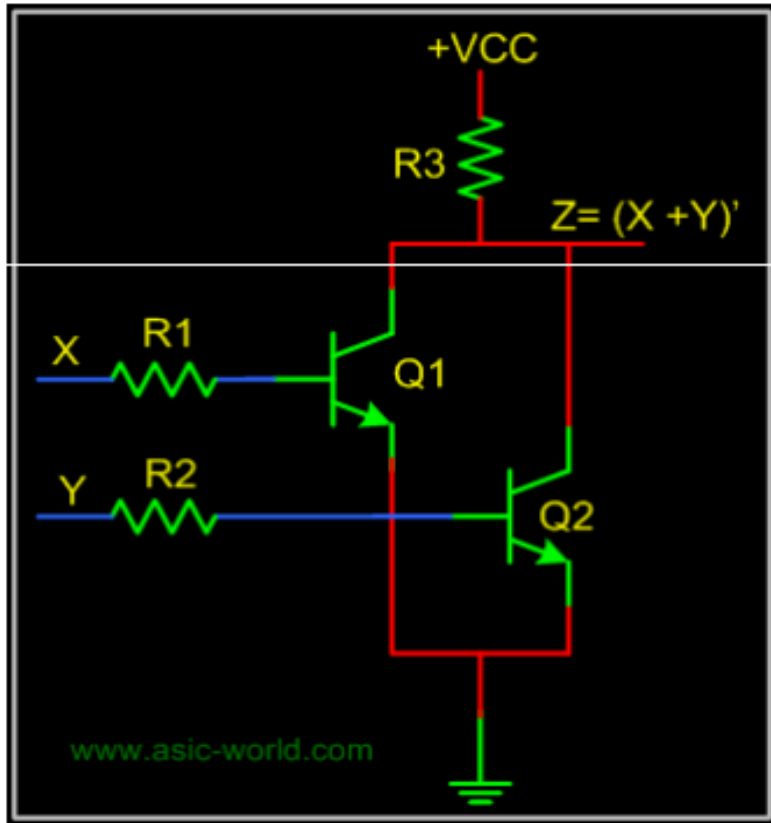 +VCC
R3
Z= (X +Y)’
X
R1
Q1
Y
R2
Q2
www.asic-world.com